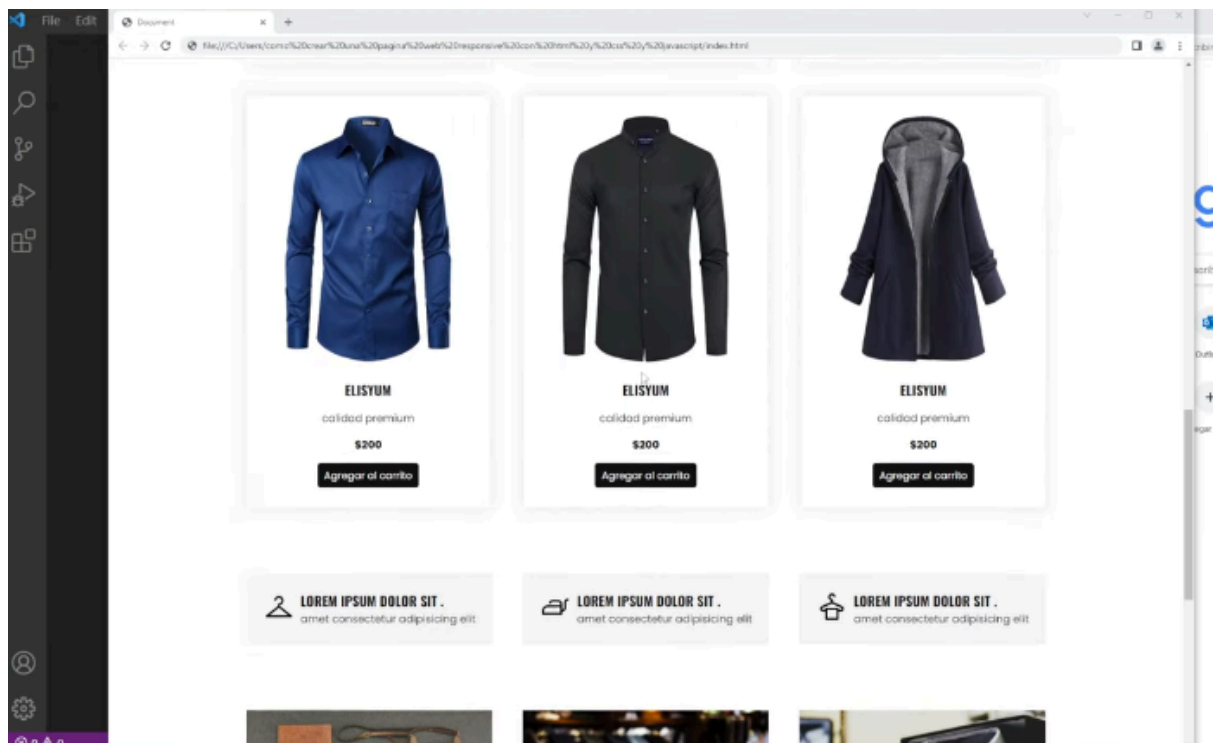 File Edit
Document
file:///C:/Users/como%20crear%20una%20pagina%20web%20responsive%20con%20html%20y%20css%20y%20javascript/index.html
ELISYUM
ELISYUM
ELISYUM
calidad premium
calidad premium
calidad premium
$200
$200
$200
Agregar al carrito
Agregar al carrito
Agregar al carrito
LOREM IPSUM DOLOR SIT .
amet consectetur adipisicing elit
LOREM IPSUM DOLOR SIT .
amet consectetur adipisicing elit
LOREM IPSUM DOLOR SIT .
amet consectetur adipisicing elit